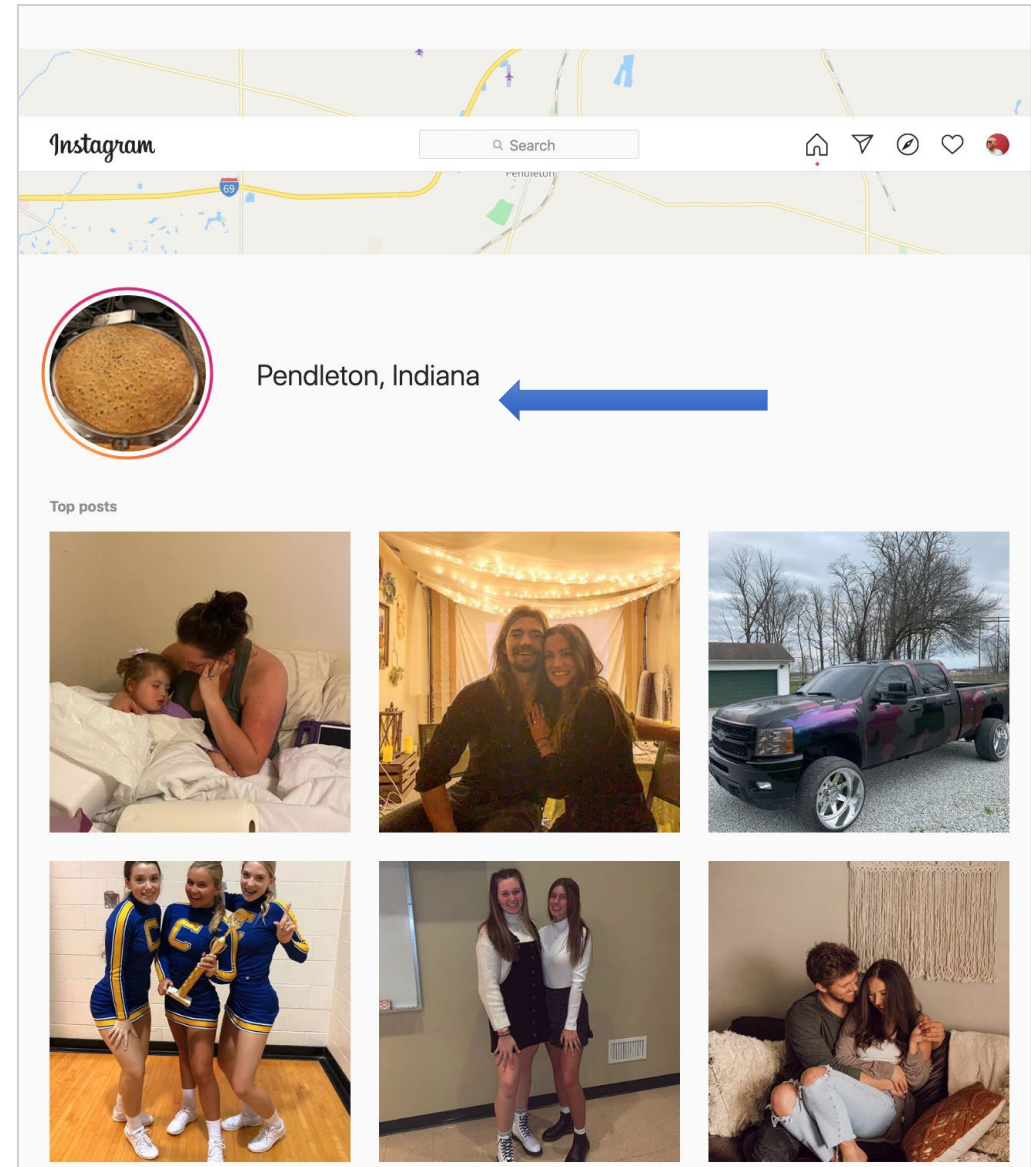 Instagram
Search
69
Pendleton
Pendleton, Indiana
Top posts
C
C